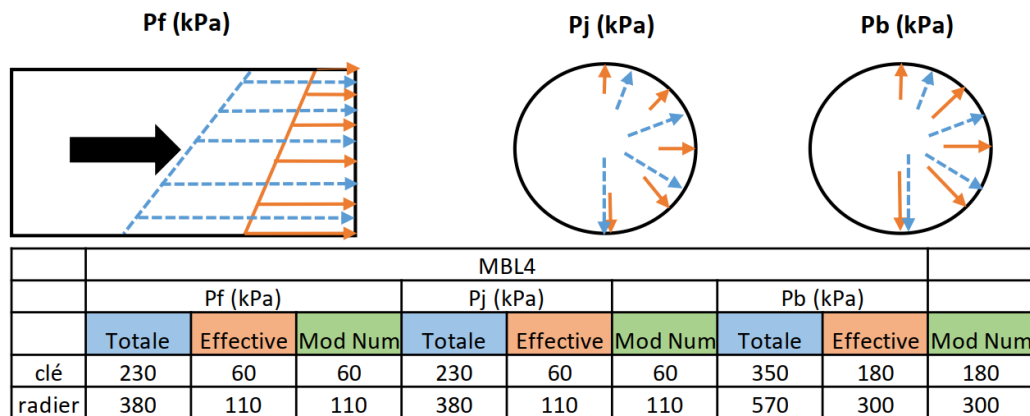 Pf (kPa) Pj (kPa) Pb (kPa)
MBL4
Pf (kPa) Pj (kPa) Pb (kPa)
Totale Effective Mod Num Totale Effective Mod Num Totale Effective Mod Num
clé 230 60 60 230 60 60 350 180 180
radier 380 110 110 380 110 110 570 300 300